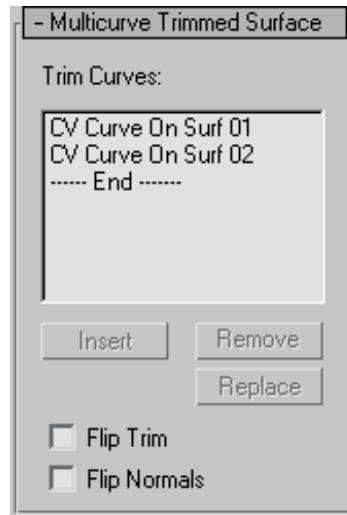 - Multicurve Trimmed Surface
Trim Curves:
CV Curve On Surf 01
CV Curve On Surf 02
------ End -------
Insert Remove
Replace
Flip Trim
Flip Normals